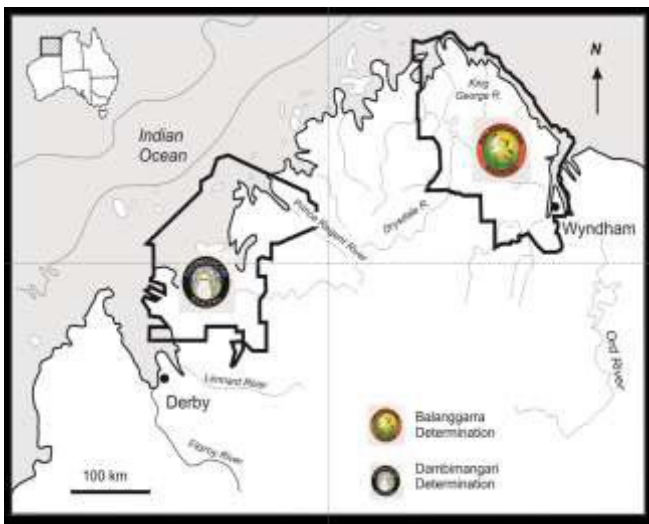 N
King
George R.
Indian
Ocean
Prince Regent River
Drysdale R.
Wyndham
Ord River
Lennard River
Derby
Fitzroy River
Balanggarra
Determination
Dambimangari
Determination
100 km